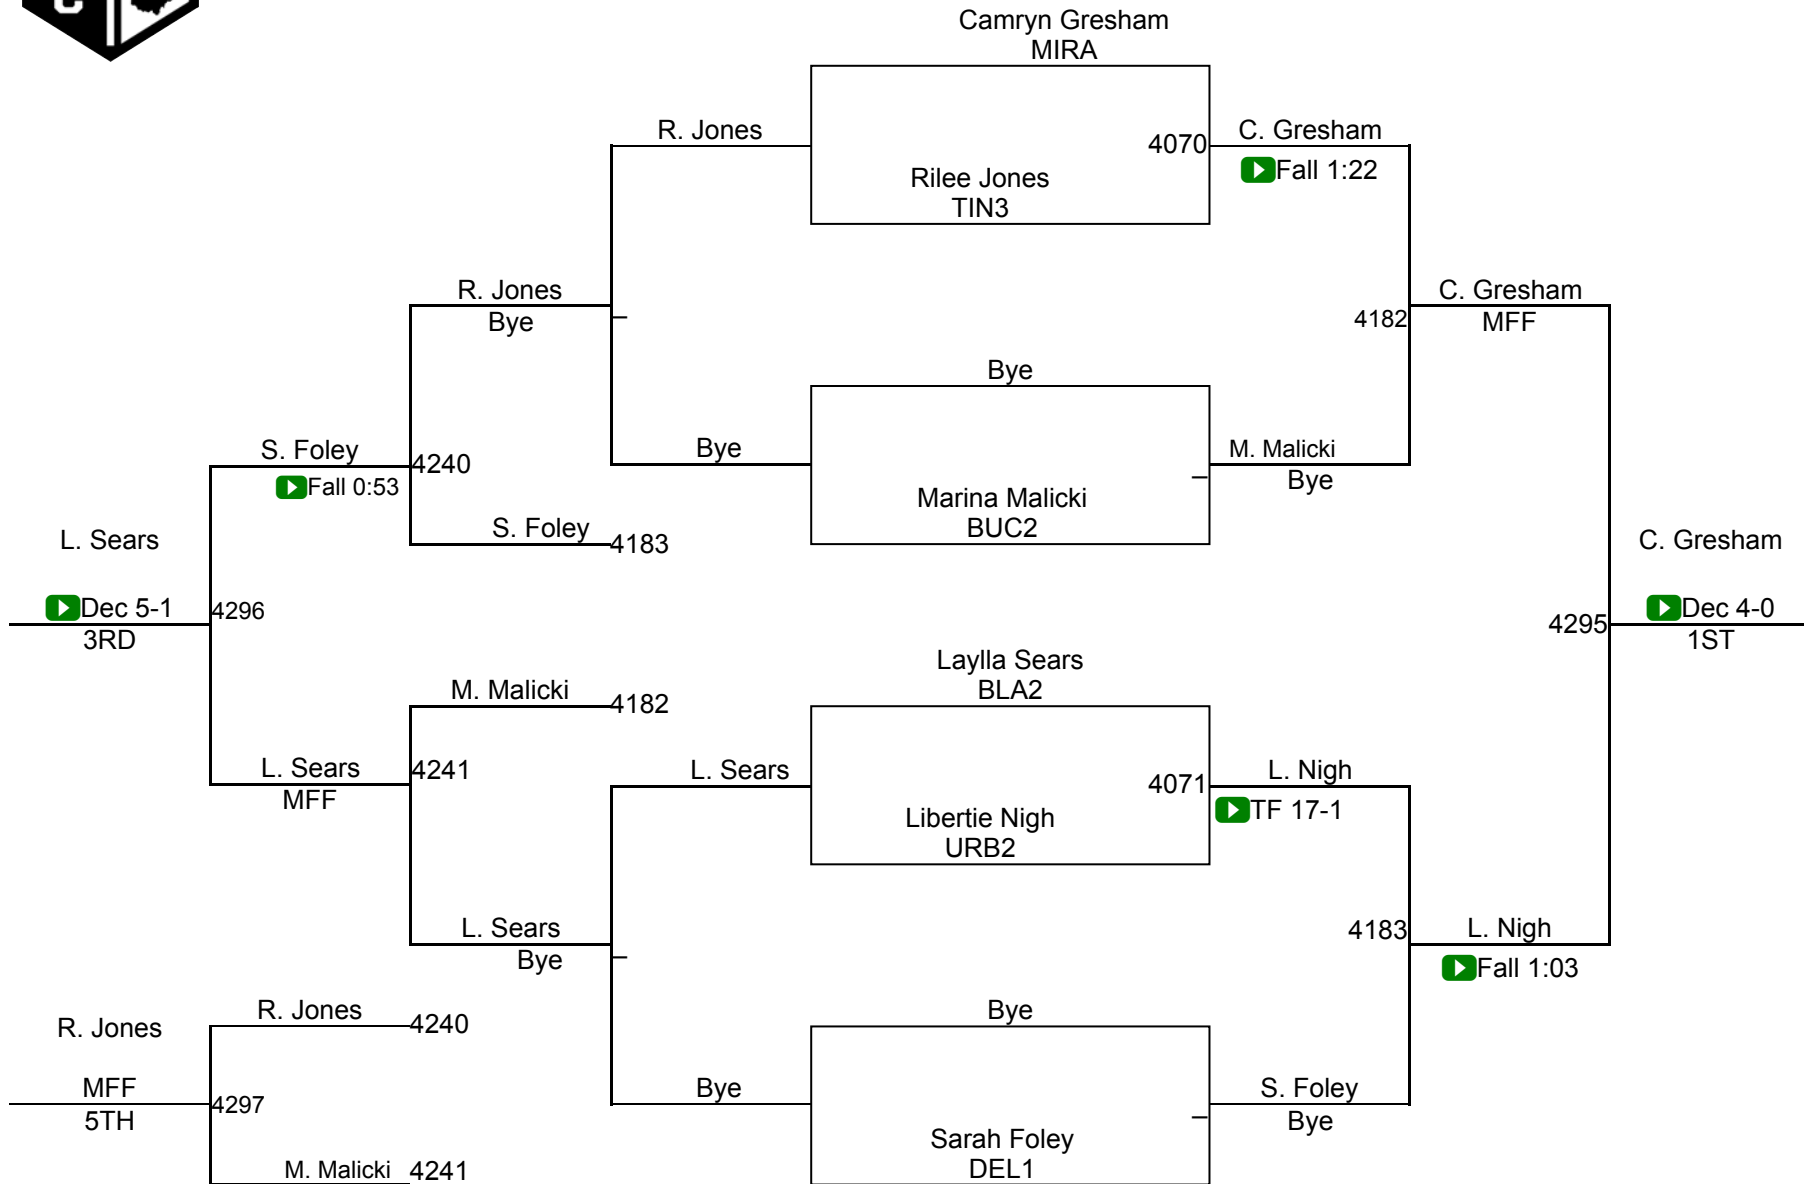 C
Camryn Gresham
MIRA
R. Jones
4070
C. Gresham
Fall 1:22
Rilee Jones
TIN3
R. Jones
Bye
4182
C. Gresham
MFF
Bye
S. Foley
4240
Fall 0:53
Bye
M. Malicki
Bye
Marina Malicki
BUC2
S. Foley
4183
L. Sears
C. Gresham
Dec 5-1
4296
3RD
4295
Dec 4-0
1ST
Laylla Sears
BLA2
M. Malicki
4182
L. Sears
4241
MFF
L. Sears
4071
L. Nigh
TF 17-1
Libertie Nigh
URB2
L. Sears
Bye
4183
L. Nigh
Fall 1:03
R. Jones
R. Jones
4240
Bye
MFF
4297
5TH
Bye
S. Foley
Bye
Sarah Foley
DEL1
M. Malicki
4241